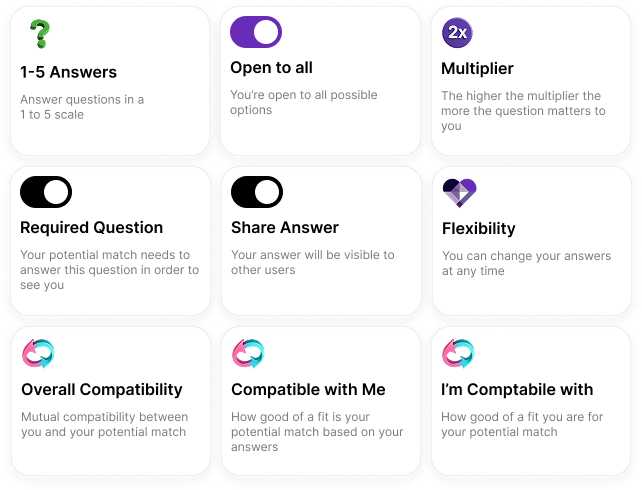 1-5 Answers
Answer questions in a
1 to 5 scale
Open to all
You're open to all possible
options
2x
Multiplier
The higher the multiplier the
more the question matters to
you
Required Question
Your potential match needs to
answer this question in order to
see you
Share Answer
Your answer will be visible to
other users
Flexibility
You can change your answers
at any time
Overall Compatibility
Mutual compatibility between
you and your potential match
Compatible with Me
How good of a fit is your
potential match based on your
answers
I'm Comptabile with
How good of a fit you are for
your potential match